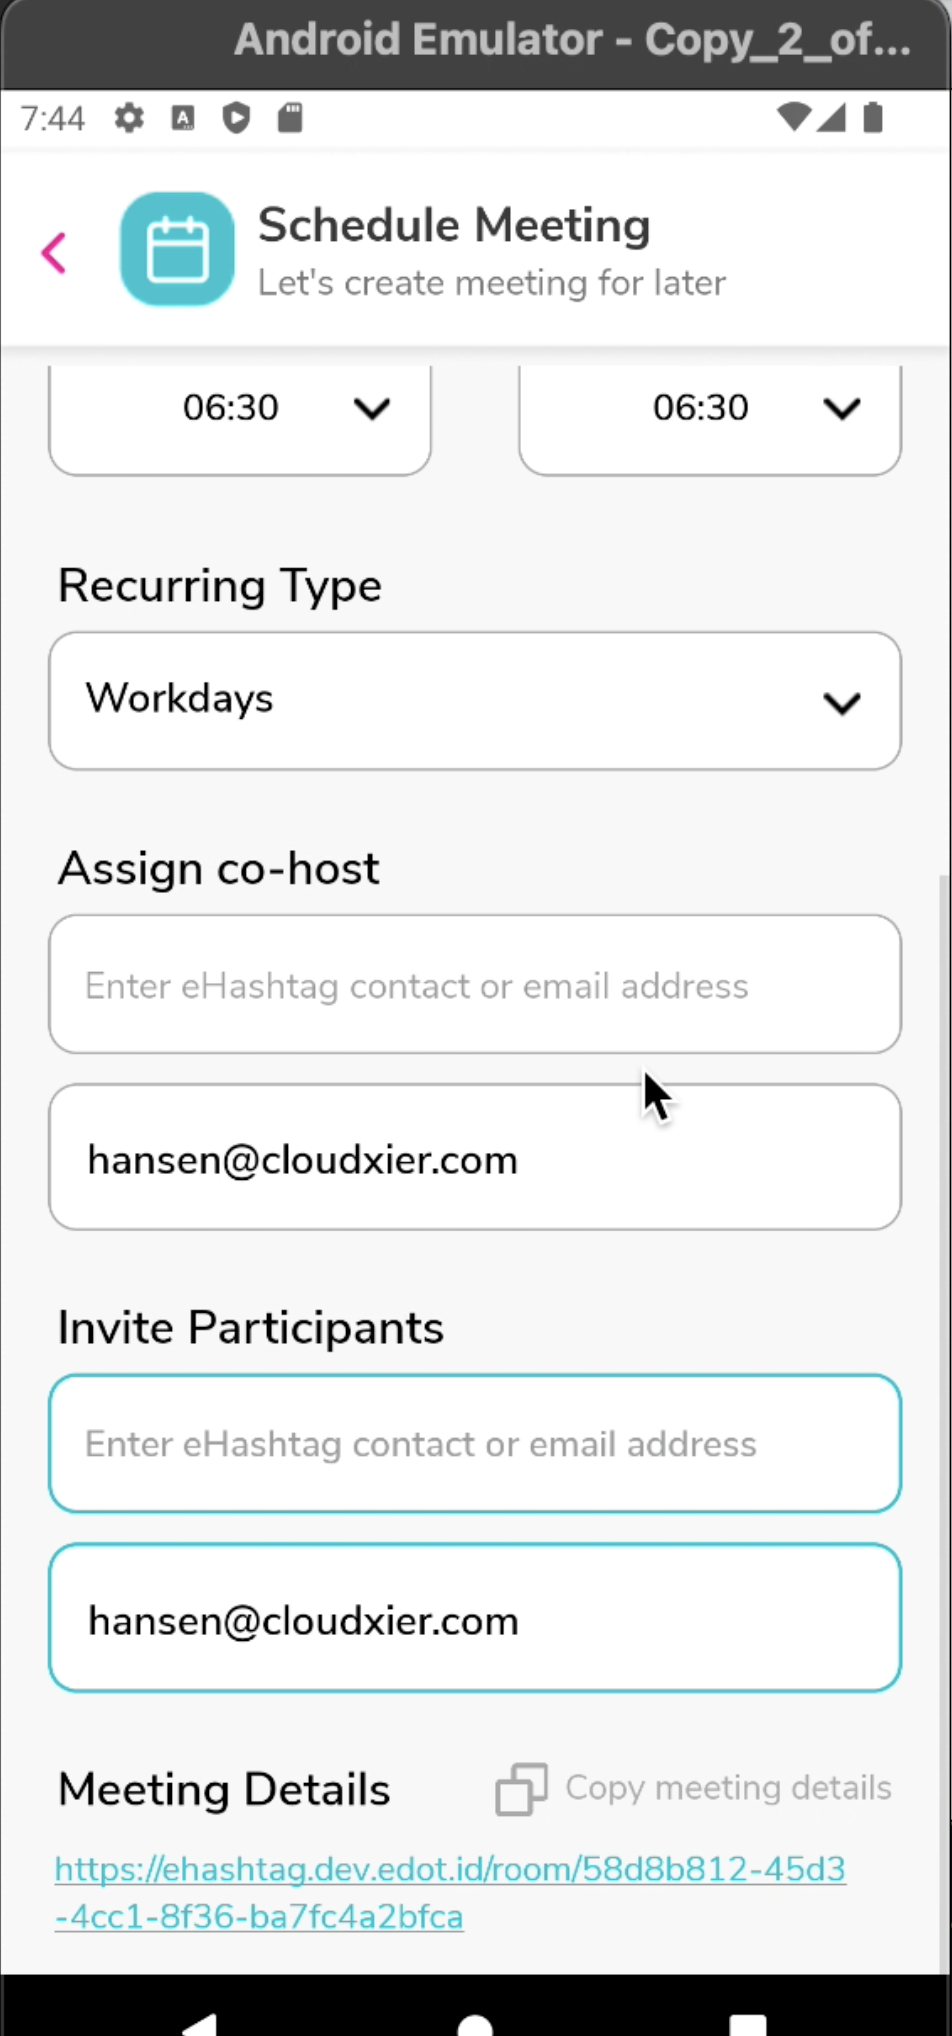 Android Emulator - Copy_2_of...
7:44
Schedule Meeting
Let's create meeting for later
06:30 06:30
Recurring Type
Workdays
Assign co-host
Enter eHashtag contact or email address
hansen@cloudxier.com
Invite Participants
Enter eHashtag contact or email address
hansen@cloudxier.com
Meeting Details Copy meeting details
https://ehashtag.dev.edot.id/room/58d8b812-45d3
-4cc1-8f36-ba7fc4a2bfca